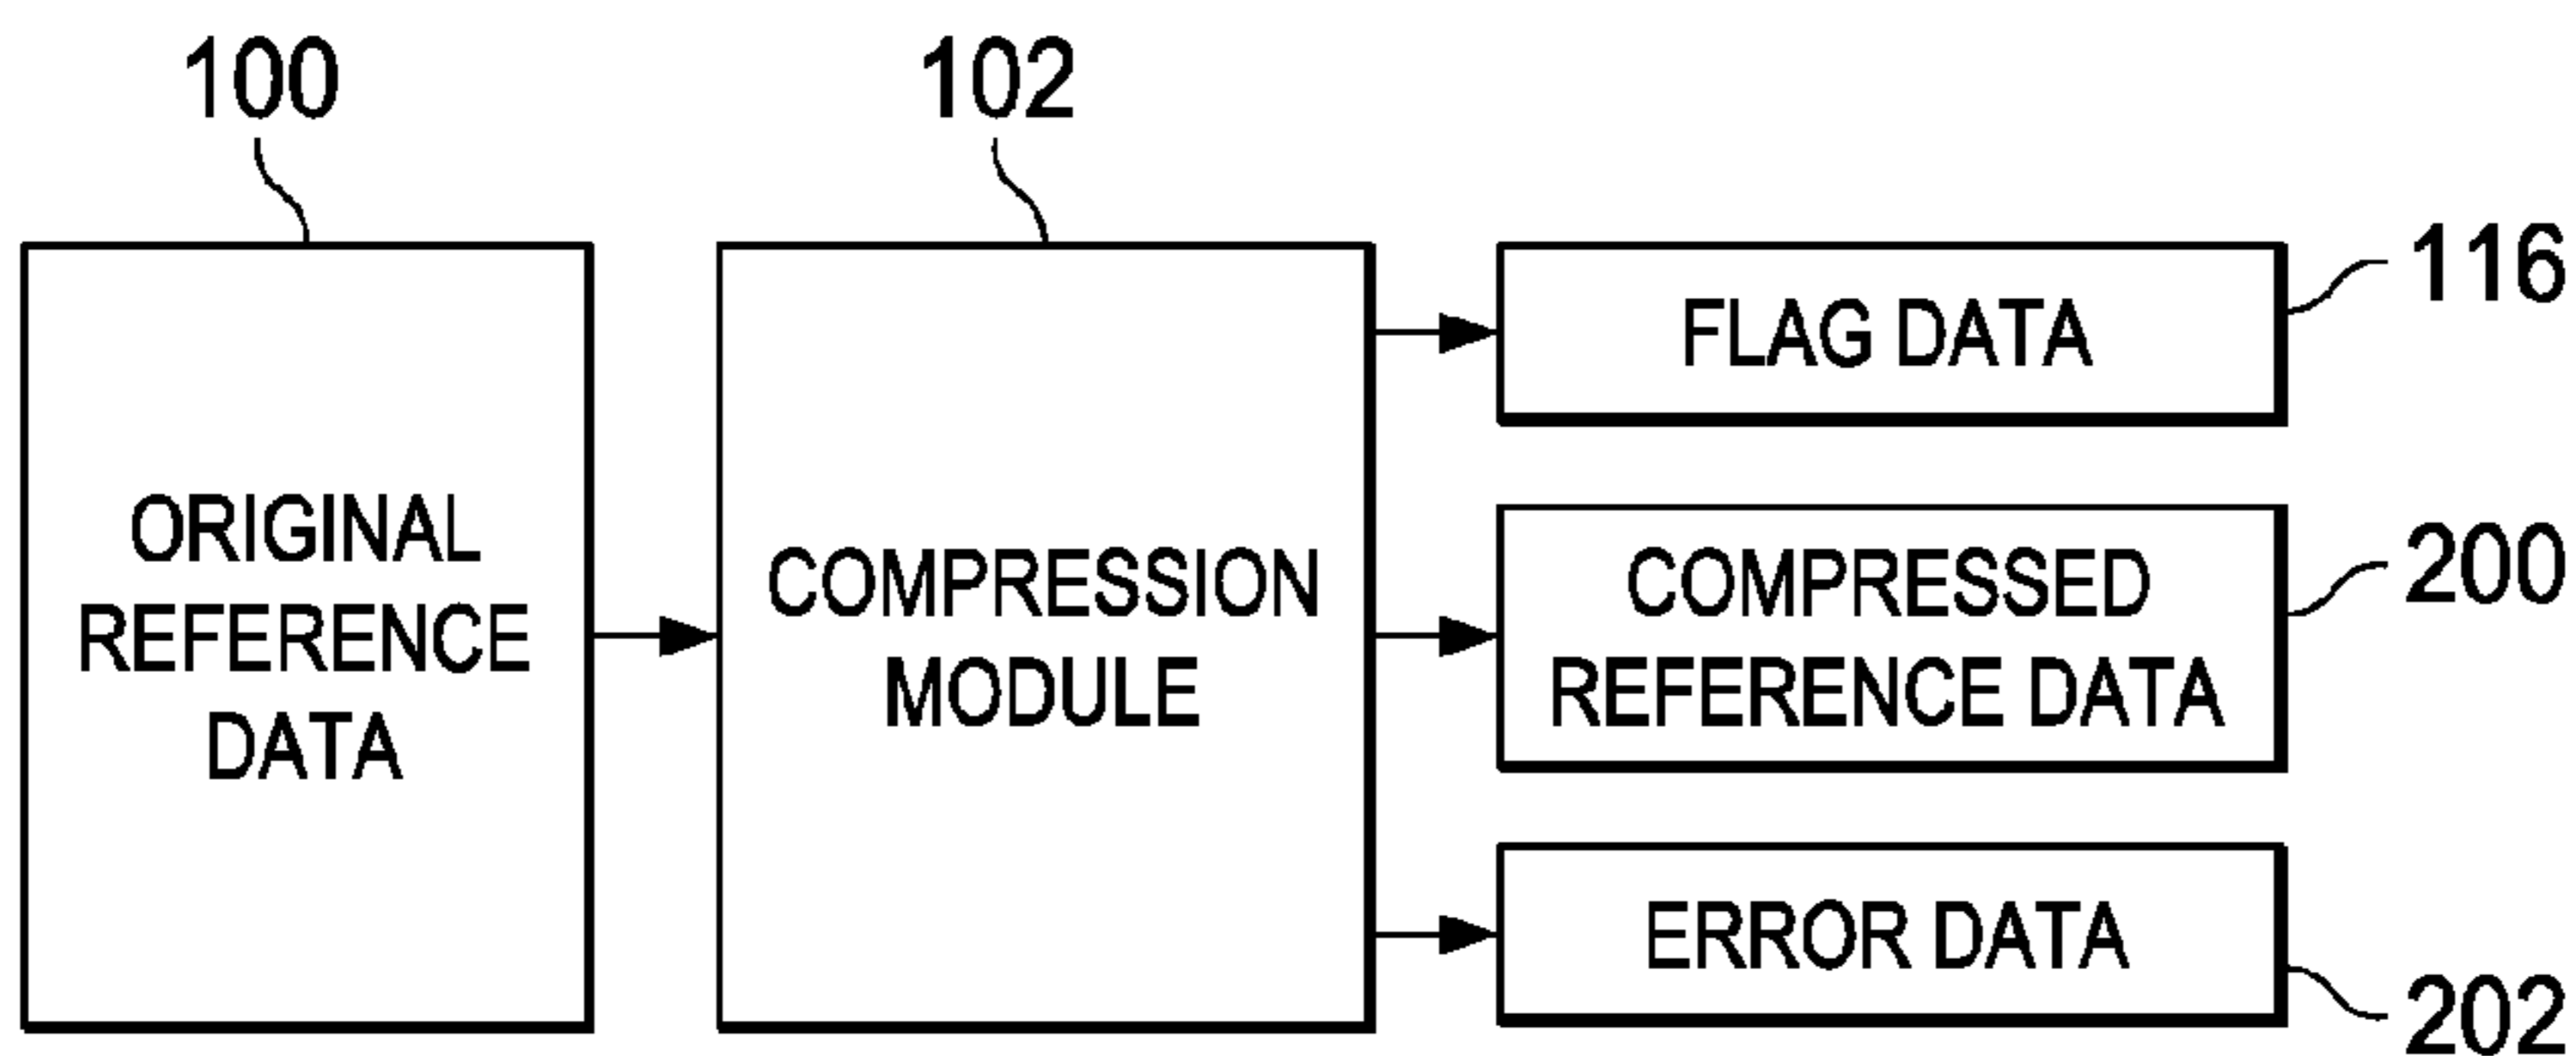 100
102
116
ORIGINAL
REFERENCE
DATA
COMPRESSION
MODULE
FLAG DATA
COMPRESSED
REFERENCE DATA
200
ERROR DATA
202